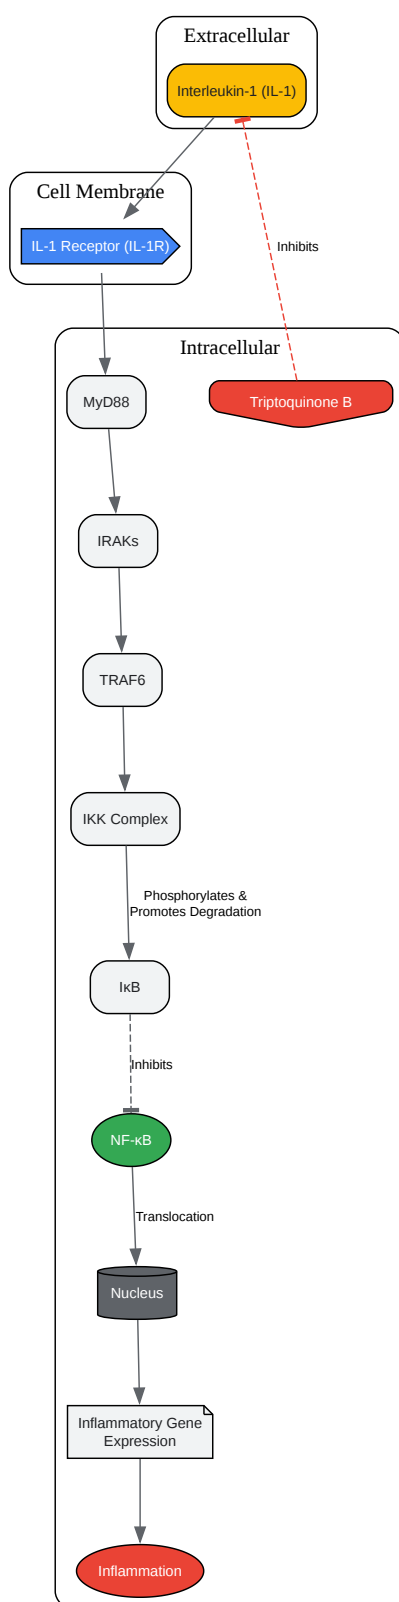 Extracellular
Interleukin-1 (IL-1)
Cell Membrane
IL-1 Receptor (IL-1R)
Inhibits
Intracellular
MyD88
Triptoquinone B
IRAKs
TRAF6
IKK Complex
Phosphorylates &
Promotes Degradation
IκB
Inhibits
NF-κB
Translocation
Nucleus
Inflammatory Gene
Expression
Inflammation